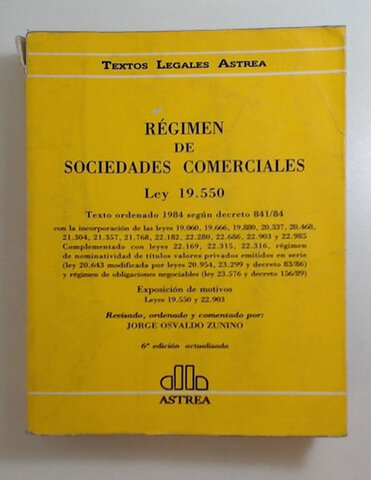 TEXTOS LEGALES ASTREA
RÉGIMEN
DE
SOCIEDADES COMERCIALES
Ley 19.550
Texto ordenado 1984 según decreto 841/84
con la incorporación de las leyes 19.060, 19.666, 19.880, 20.337, 20.468,
21.304, 21.357, 21.768, 22.182, 22.280, 22.686, 22.903 y 22.985
Complementado con leyes 22.169, 22.315, 22.316, régimen
de nominatividad de títulos valores privados emitidos en serie
(ley 20.643 modificada por leyes 20.954, 23.299 y decreto 83/86)
y régimen de obligaciones negociables (ley 23.576 y decreto 156/89)
Exposición de motivos
Leyes 19.550 y 22.903
Revisado, ordenado y comentado por:
JORGE OSVALDO ZUNINO
6ª edición actualizada
ASTREA